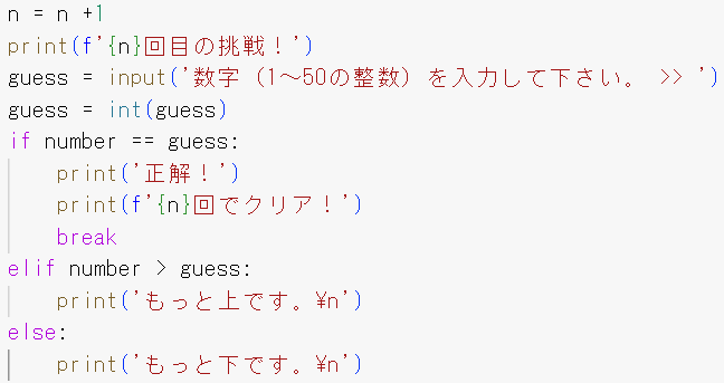 n = n +1
print(f'{n}回目の挑戦！')
guess = input('数字（1～50の整数）を入力して下さい。 >> ')
guess = int(guess)
if number == guess:
    print('正解！')
    print(f'{n}回でクリア！')
    break
elif number > guess:
    print('もっと上です。¥n')
else:
    print('もっと下です。¥n')